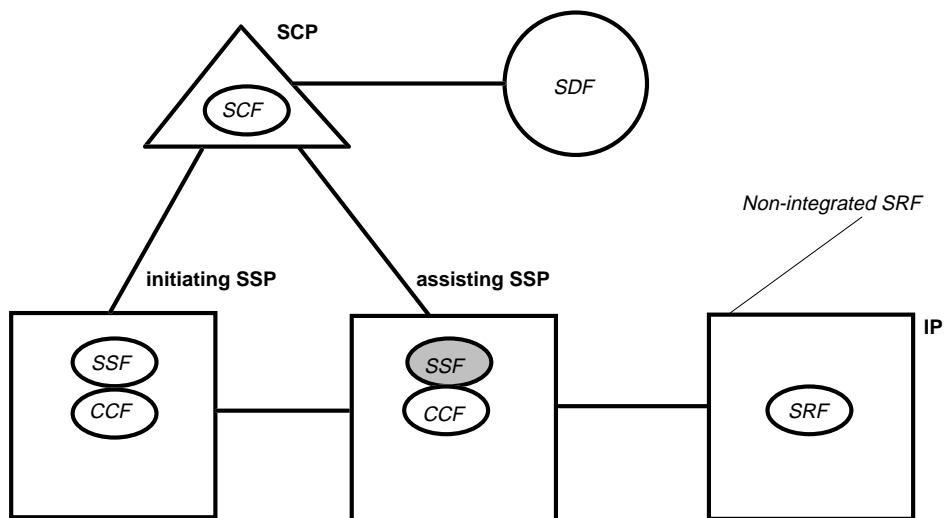 SCP
SCF
SDF
Non-integrated SRF
initiating SSP
assisting SSP
IP
SSF
SSF
CCF
CCF
SRF